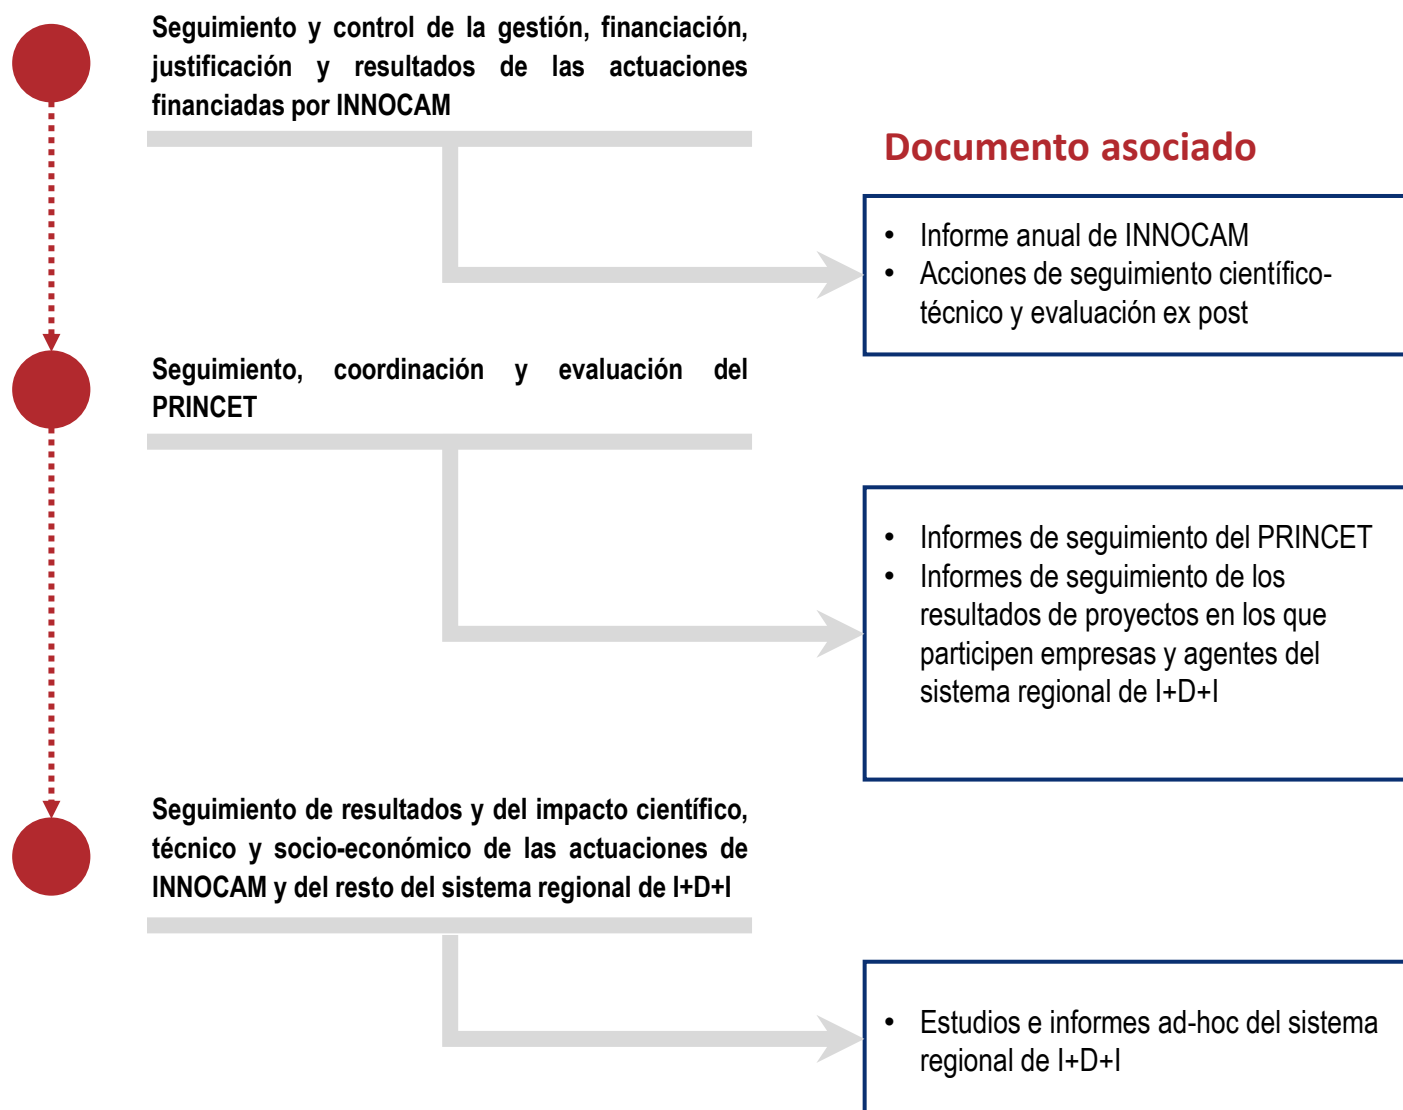 Seguimiento y control de la gestión, financiación,
justificación y resultados de las actuaciones
financiadas por INNOCAM
Documento asociado
• Informe anual de INNOCAM
• Acciones de seguimiento científico-
técnico y evaluación ex post
Seguimiento, coordinación y evaluación del
PRINCET
• Informes de seguimiento del PRINCET
• Informes de seguimiento de los
resultados de proyectos en los que
participen empresas y agentes del
sistema regional de I+D+I
Seguimiento de resultados y del impacto científico,
técnico y socio-económico de las actuaciones de
INNOCAM y del resto del sistema regional de I+D+I
• Estudios e informes ad-hoc del sistema
regional de I+D+I